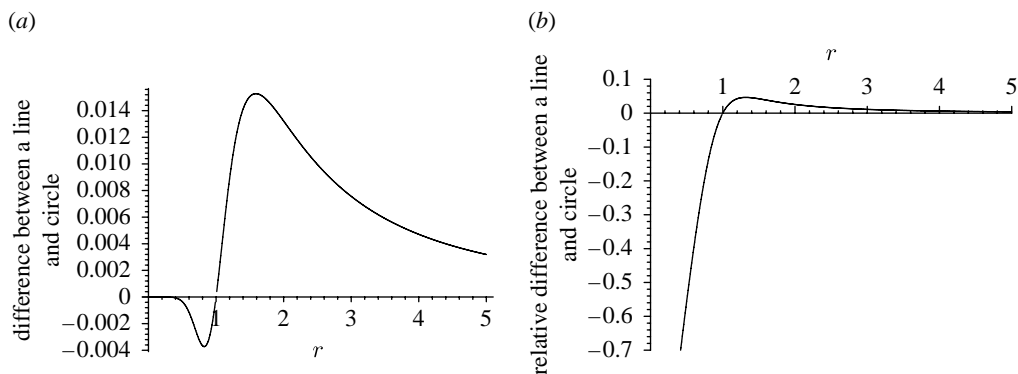 (a)
difference between a line
and circle
0.014
0.012
0.010
0.008
0.006
0.004
0.002
0
−0.002
−0.004
1 2 3 4 5
r
(b)
relative difference between a line
and circle
r
0.1
0
−0.1
−0.2
−0.3
−0.4
−0.5
−0.6
−0.7
1 2 3 4 5